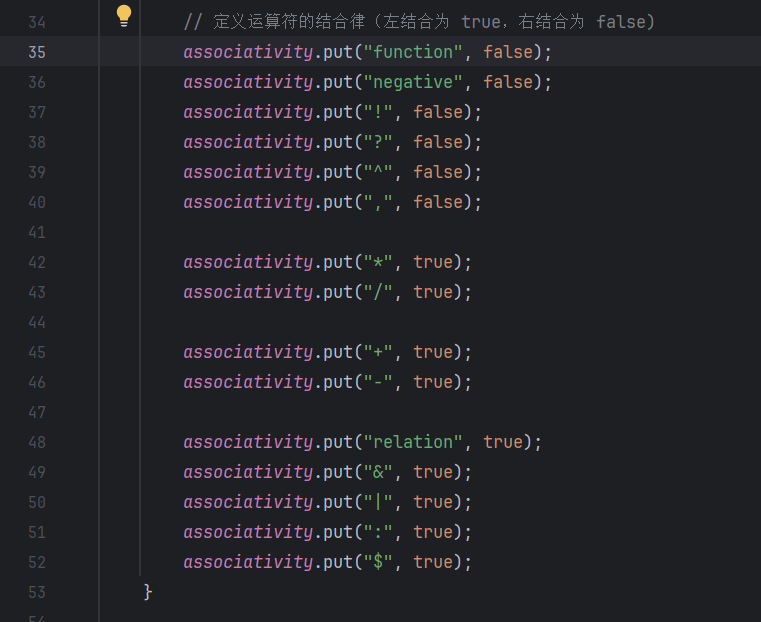 34 // 定义运算符的结合律（左结合为 true，右结合为 false）
35 associativity.put("function", false);
36 associativity.put("negative", false);
37 associativity.put("!", false);
38 associativity.put("?", false);
39 associativity.put("^", false);
40 associativity.put(",", false);
41
42 associativity.put("*", true);
43 associativity.put("/", true);
44
45 associativity.put("+", true);
46 associativity.put("-", true);
47
48 associativity.put("relation", true);
49 associativity.put("&", true);
50 associativity.put("|", true);
51 associativity.put(":", true);
52 associativity.put("$", true);
53 }
54